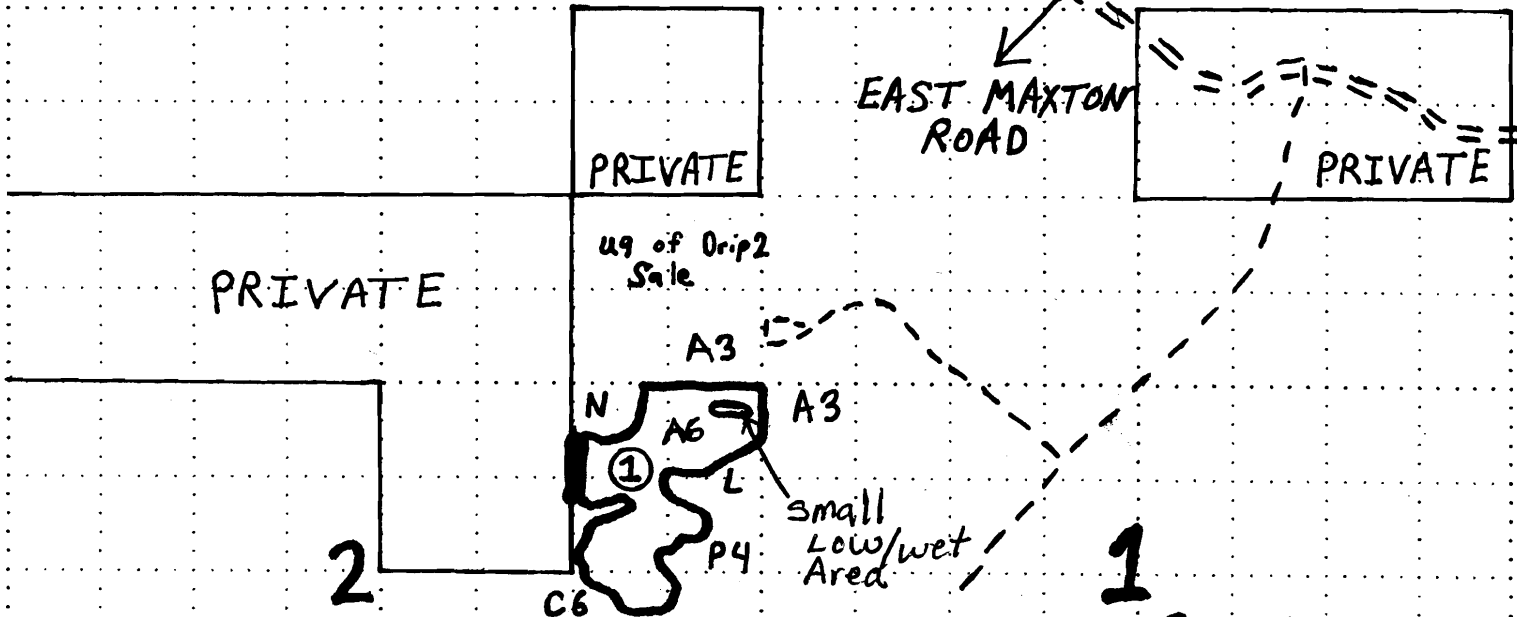 EAST MAXTON
ROAD
PRIVATE
PRIVATE
ug of Drip2
Sale
PRIVATE
A3
N
A6
A3
1
L
small
Low/wet
Area
P4
2
1
C6